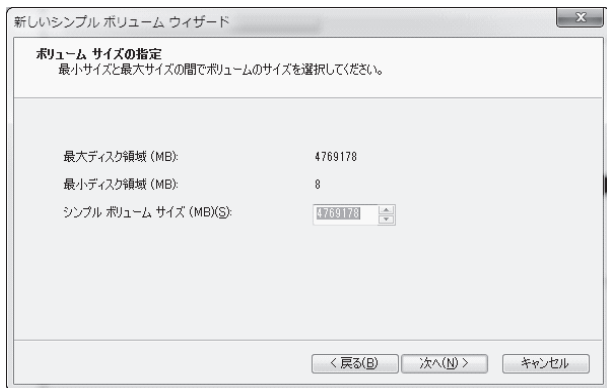 新しいシンプル ボリューム ウィザード
ボリューム サイズの指定
最小サイズと最大サイズの間でボリュームのサイズを選択してください。
最大ディスク領域 (MB): 4769178
最小ディスク領域 (MB): 8
シンプル ボリューム サイズ (MB)(S): 4769178
< 戻る(B) 次へ(N) > キャンセル